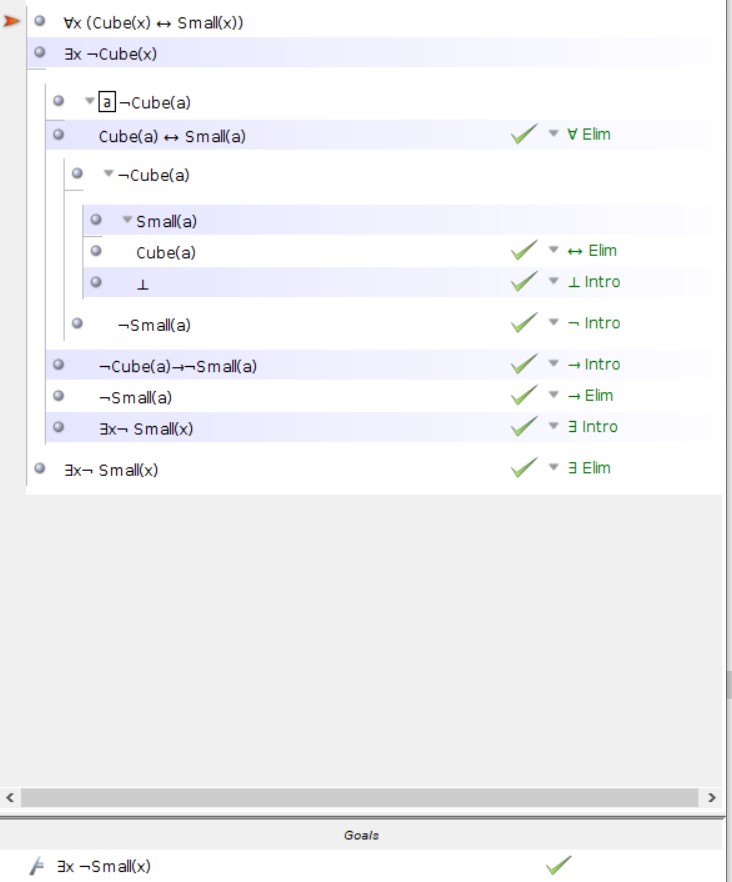 ∀x (Cube(x) ↔ Small(x))
∃x ¬Cube(x)
a ¬Cube(a)
Cube(a) ↔ Small(a) ∀ Elim
¬Cube(a)
Small(a)
Cube(a) ↔ Elim
⊥ ⊥ Intro
¬Small(a) ¬ Intro
¬Cube(a)→¬Small(a) → Intro
¬Small(a) → Elim
∃x¬ Small(x) ∃ Intro
∃x¬ Small(x) ∃ Elim
Goals
∃x ¬Small(x)